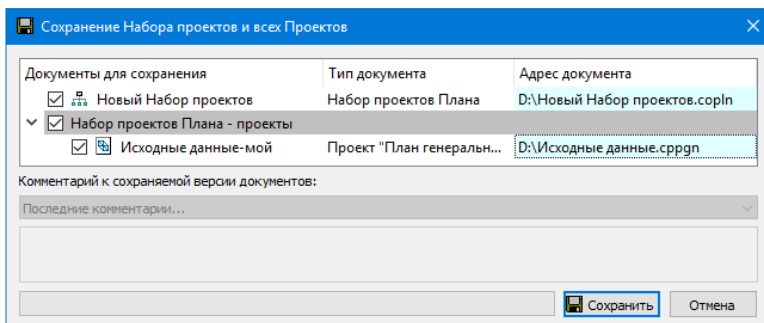 Сохранение Набора проектов и всех Проектов
Документы для сохранения Тип документа Адрес документа
Новый Набор проектов Набор проектов Плана D:\Новый Набор проектов.copln
Набор проектов Плана - проекты
Исходные данные-мой Проект "План генеральн... D:\Исходные данные.cppgn
Комментарий к сохраняемой версии документов:
Последние комментарии...
Сохранить Отмена